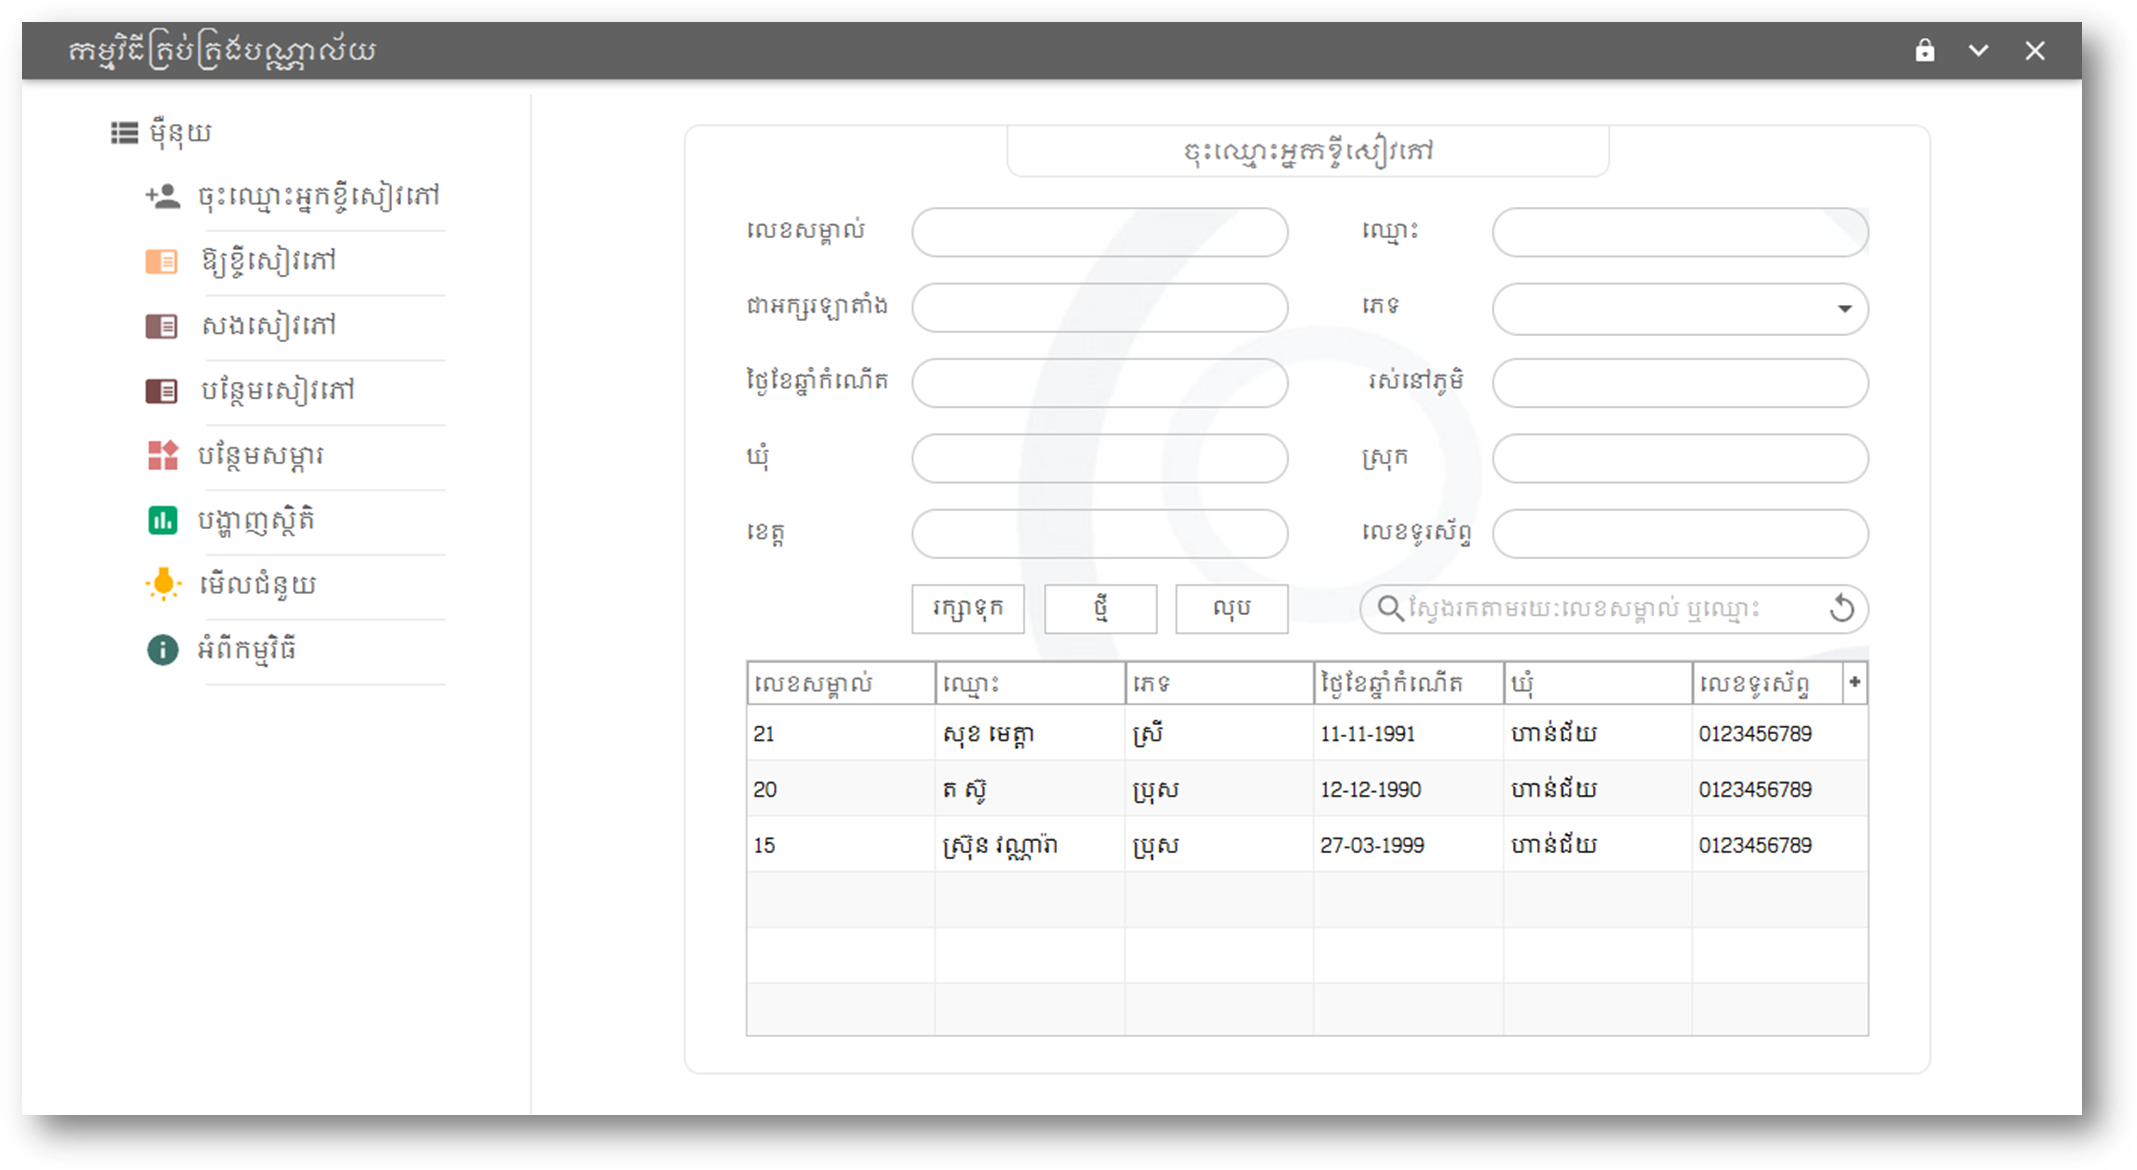 កម្មវិធីគ្រប់គ្រងបណ្ណាល័យ
ម៉ឺនុយ
ចុះឈ្មោះអ្នកខ្ចីសៀវភៅ
ឱ្យខ្ចីសៀវភៅ
សងសៀវភៅ
បន្ថែមសៀវភៅ
បន្ថែមសម្ភារ
បង្ហាញស្ថិតិ
មើលជំនួយ
អំពីកម្មវិធី
ចុះឈ្មោះអ្នកខ្ចីសៀវភៅ
លេខសម្គាល់ ឈ្មោះ
ជាអក្សរឡាតាំង ភេទ
ថ្ងៃខែឆ្នាំកំណើត រស់នៅភូមិ
ឃុំ ស្រុក
ខេត្ត លេខទូរស័ព្ទ
រក្សាទុក ថ្មី លុប ស្វែងរកតាមរយៈលេខសម្គាល់ ឬឈ្មោះ
លេខសម្គាល់ ឈ្មោះ ភេទ ថ្ងៃខែឆ្នាំកំណើត ឃុំ លេខទូរស័ព្ទ +
21 សុខ មេត្តា ស្រី 11-11-1991 ហាន់ជ័យ 0123456789
20 ត ស៊ូ ប្រុស 12-12-1990 ហាន់ជ័យ 0123456789
15 ស្រ៊ុន វណ្ណារ៉ា ប្រុស 27-03-1999 ហាន់ជ័យ 0123456789